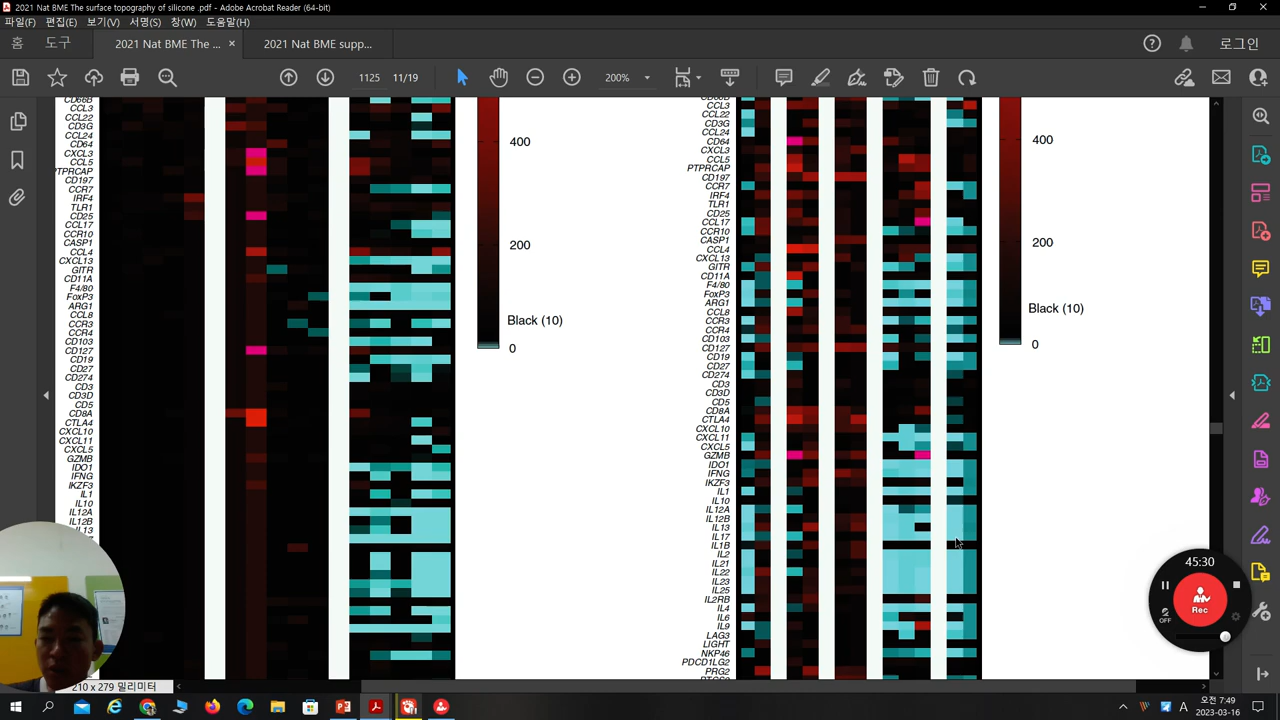 2021 Nat BME The surface topography of silicone .pdf - Adobe Acrobat Reader (64-bit)
파일(F) 편집(E) 보기(V) 서명(S) 창(W) 도움말(H)
홈 도구 2021 Nat BME The ... × 2021 Nat BME supp... 로그인
1125 11/19 200%
CD66B
CCL3
CCL22
CD3G
CCL24
CD64
CXCL3
CCL5
PTPRCAP
CD197
CCR7
IRF4
TLR1
CD25
CCL17
CCR10
CASP1
CCL4
CXCL13
GITR
CD11A
F4/80
FoxP3
ARG1
CCL8
CCR3
CCR4
CD103
CD127
CD19
CD27
CD274
CD3
CD3D
CD5
CD8A
CTLA4
CXCL10
CXCL11
CXCL5
GZMB
IDO1
IFNG
IKZF3
IL1
IL10
IL12A
IL12B
IL13
400
200
Black (10)
0
CCL3
CCL22
CD3G
CCL24
CD64
CXCL3
CCL5
PTPRCAP
CD197
CCR7
IRF4
TLR1
CD25
CCL17
CCR10
CASP1
CCL4
CXCL13
GITR
CD11A
F4/80
FoxP3
ARG1
CCL8
CCR3
CCR4
CD103
CD127
CD19
CD27
CD274
CD3
CD3D
CD5
CD8A
CTLA4
CXCL10
CXCL11
CXCL5
GZMB
IDO1
IFNG
IKZF3
IL1
IL10
IL12A
IL12B
IL13
IL17
IL1B
IL2
IL21
IL22
IL23
IL25
IL2RB
IL4
IL6
IL9
LAG3
LIGHT
NKP46
PDCD1LG2
PRG2
400
200
Black (10)
0
45:30
Rec
OFF
210 x 279 밀리미터
A 오전 7:49
2023-03-16